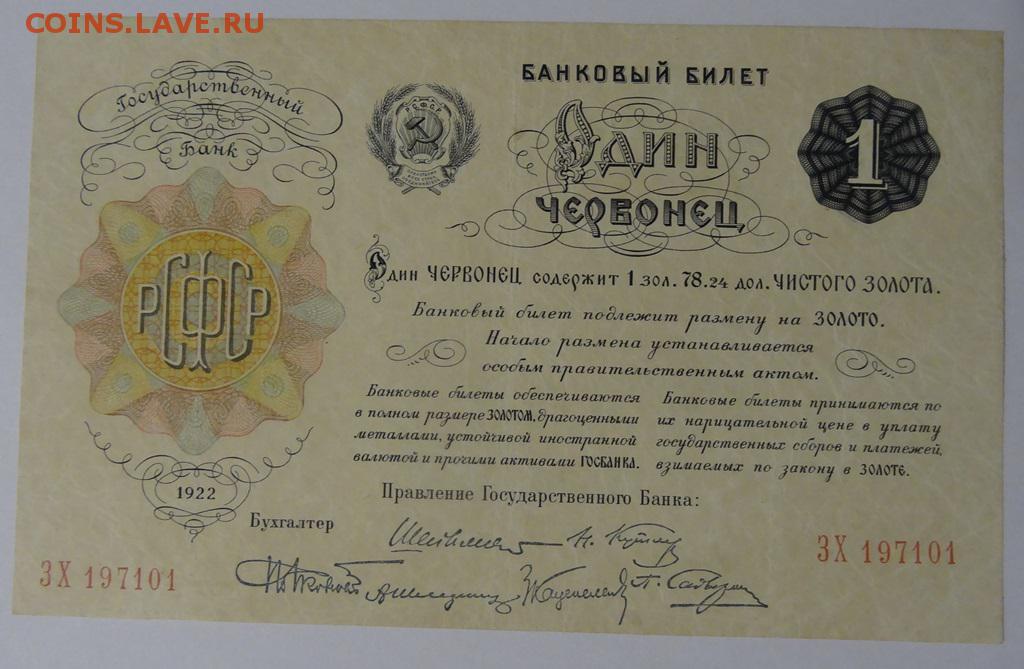 COINS.LAVE.RU
Государственный
Банк
РСФСР
БАНКОВЫЙ БИЛЕТ
ОДИН
ЧЕРВОНЕЦ
1
РСФСР
Один ЧЕРВОНЕЦ содержит 1 зол. 78.24 дол. ЧИСТОГО ЗОЛОТА.
Банковый билет подлежит размену на ЗОЛОТО.
Начало размена устанавливается
особым правительственным актом.
Банковые билеты обеспечиваются
в полном размере ЗОЛОТОМ, драгоценными
металлами, устойчивой иностранной
валютой и прочими активами ГОСБАНКА.
Банковые билеты принимаются по
их нарицательной цене в уплату
государственных сборов и платежей,
взимаемых по закону в ЗОЛОТЕ.
1922
Правление Государственного Банка:
Бухгалтер
ЗХ 197101
ЗХ 197101